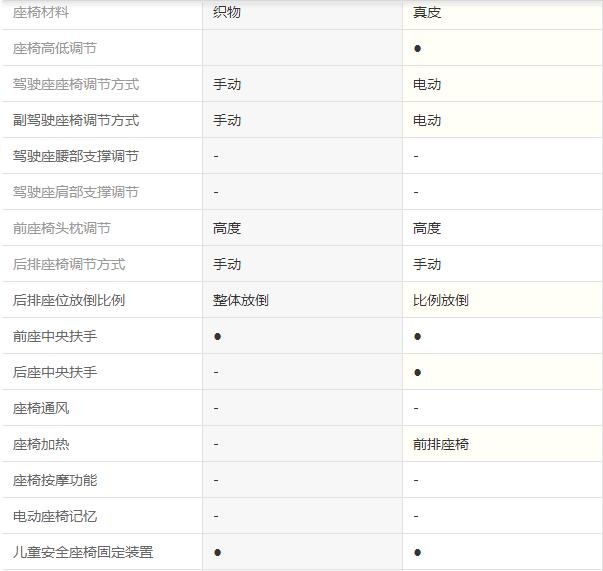 座椅材料 织物 真皮
座椅高低调节 ●
驾驶座座椅调节方式 手动 电动
副驾驶座椅调节方式 手动 电动
驾驶座腰部支撑调节 - -
驾驶座肩部支撑调节 - -
前座椅头枕调节 高度 高度
后排座椅调节方式 手动 手动
后排座位放倒比例 整体放倒 比例放倒
前座中央扶手 ● ●
后座中央扶手 - ●
座椅通风 - -
座椅加热 - 前排座椅
座椅按摩功能 - -
电动座椅记忆 - -
儿童安全座椅固定装置 ● ●